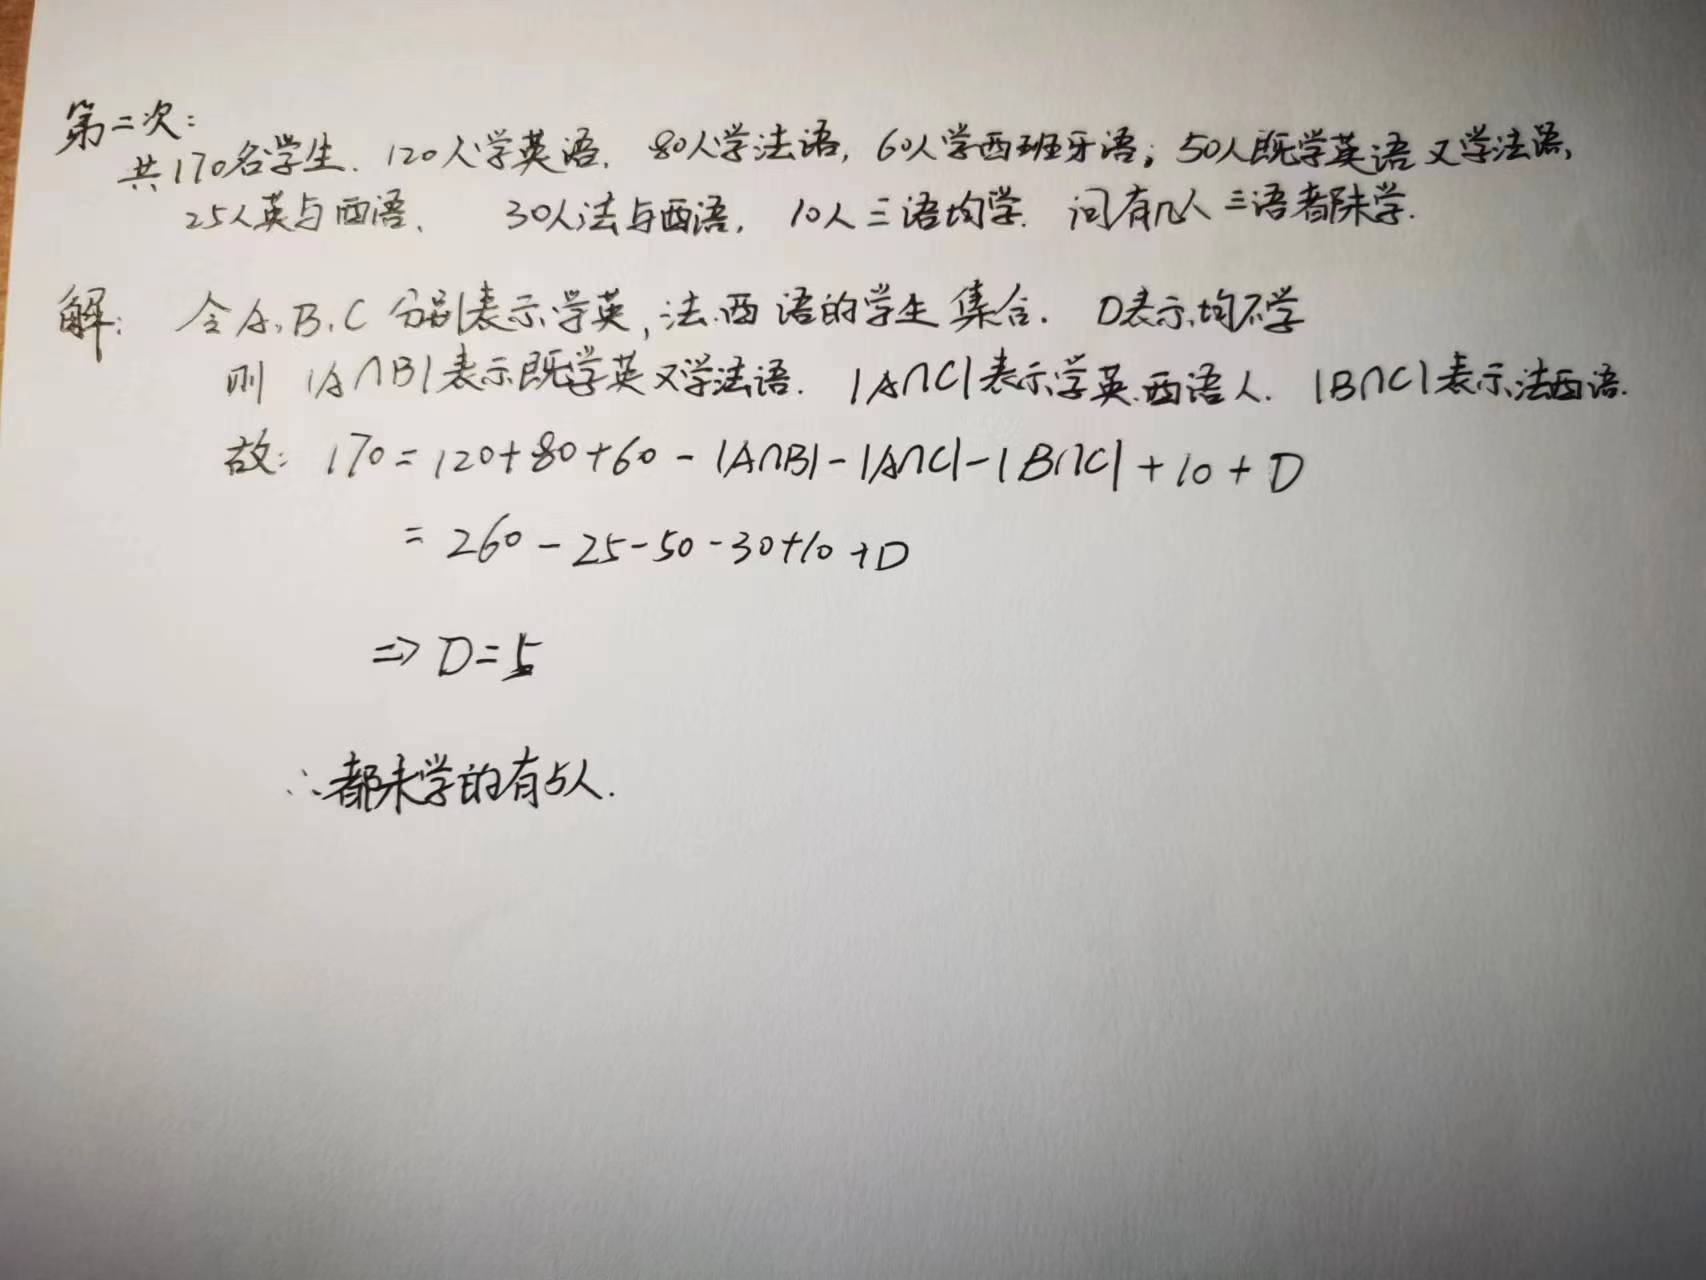 第二次:
共170名学生. 120人学英语. 80人学法语, 60人学西班牙语; 50人既学英语又学法语,
25人英与西语. 30人法与西语, 10人三语均学. 问有几人三语都未学.
解: 令A,B,C分别表示学英,法.西语的学生集合. D表示均不学
则 |A∩B|表示既学英又学法语. |A∩C|表示学英.西语人. |B∩C|表示法西语.
故: 170=120+80+60-|A∩B|-|A∩C|-|B∩C|+10+D
=260-25-50-30+10+D
⇒D=5
∴都未学的有5人.